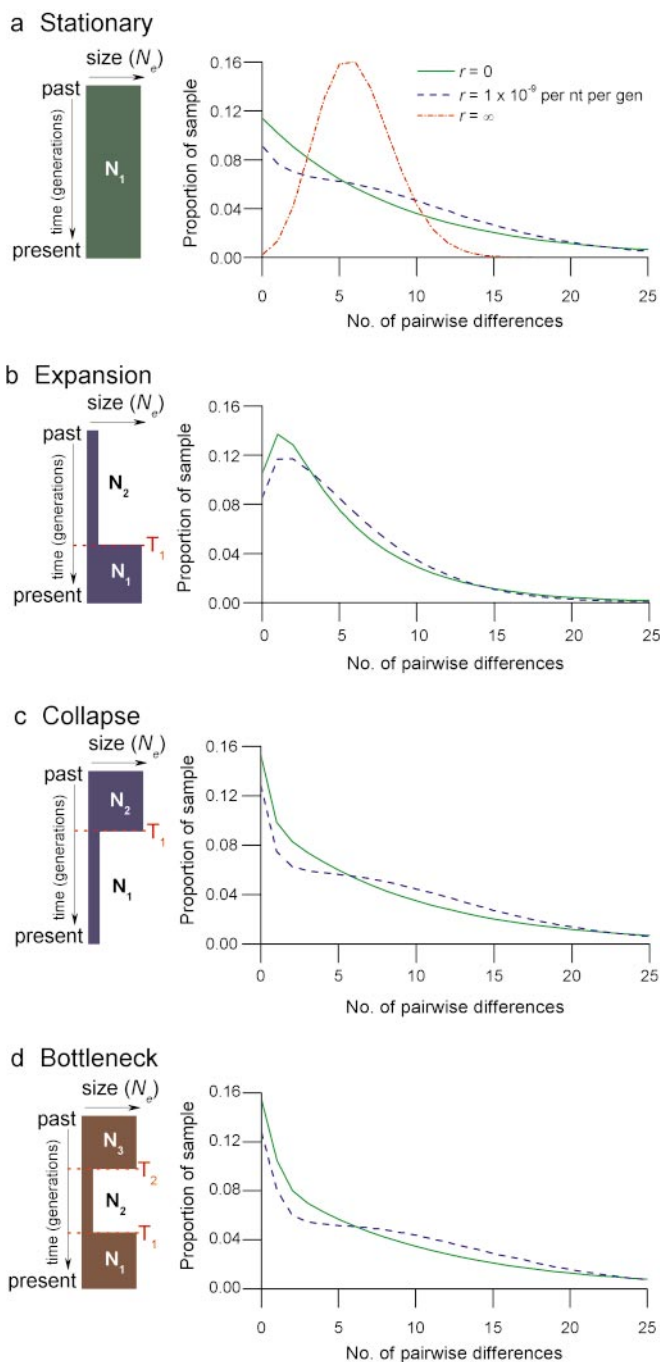 a Stationary
size (Nₑ)
past
time (generations)
present
N₁
Proportion of sample
0.16
0.12
0.08
0.04
0.00
0 5 10 15 20 25
No. of pairwise differences
r = 0
r = 1 x 10⁻⁹ per nt per gen
r = ∞
b Expansion
size (Nₑ)
past
time (generations)
present
N₂
T₁
N₁
Proportion of sample
0.16
0.12
0.08
0.04
0.00
0 5 10 15 20 25
No. of pairwise differences
c Collapse
size (Nₑ)
past
time (generations)
present
N₂
T₁
N₁
Proportion of sample
0.16
0.12
0.08
0.04
0.00
0 5 10 15 20 25
No. of pairwise differences
d Bottleneck
size (Nₑ)
past
time (generations)
present
N₃
T₂
N₂
T₁
N₁
Proportion of sample
0.16
0.12
0.08
0.04
0.00
0 5 10 15 20 25
No. of pairwise differences